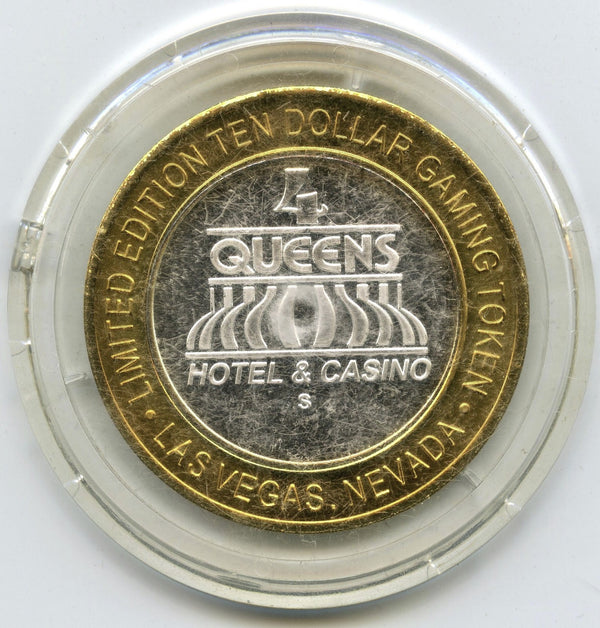 • LIMITED EDITION TEN DOLLAR GAMING TOKEN •
4
QUEENS
HOTEL & CASINO
S
LAS VEGAS, NEVADA